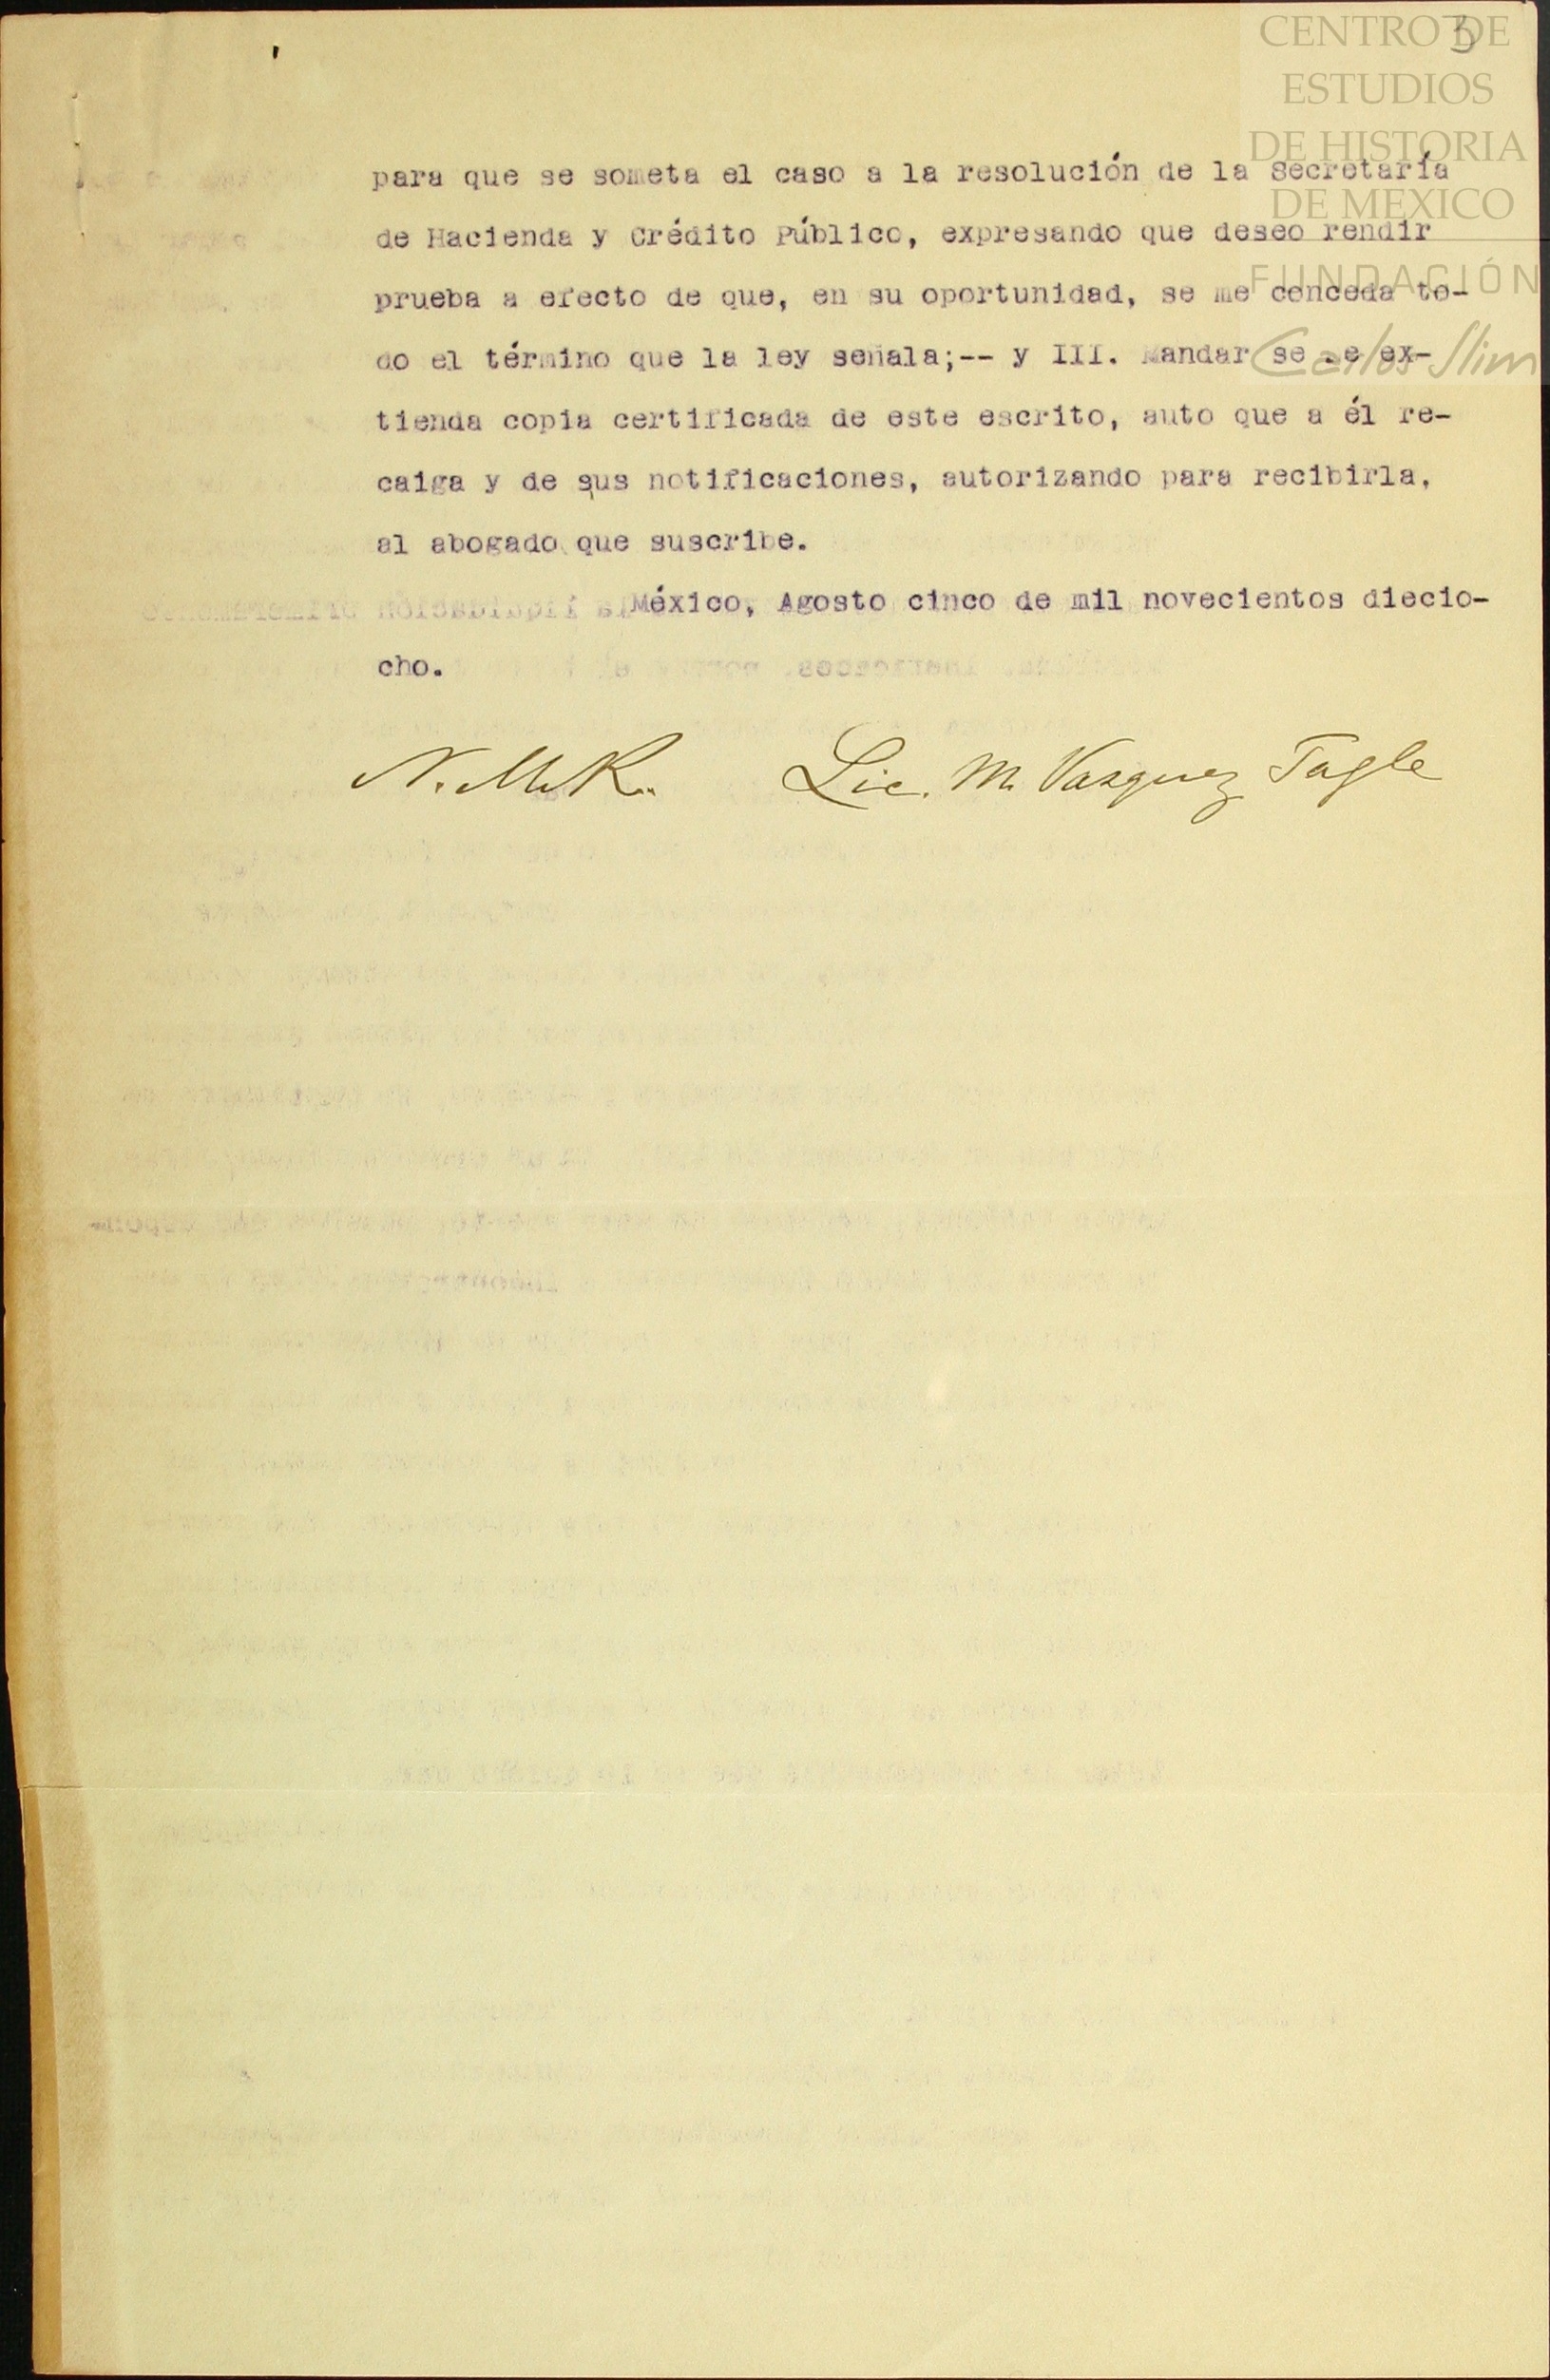 3
CENTRO DE
ESTUDIOS
DE HISTORIA
DE MEXICO
FUNDACIÓN
Carlos Slim
para que se someta el caso a la resolución de la Secretaría
de Hacienda y Crédito Público, expresando que deseo rendir
prueba a efecto de que, en su oportunidad, se me conceda to-
do el término que la ley señala;-- y III. Mandar se me ex-
tienda copia certificada de este escrito, auto que a él re-
caiga y de sus notificaciones, autorizando para recibirla,
al abogado que suscribe.
México, Agosto cinco de mil novecientos diecio-
cho.
N. M. R. Lic. M. Vasquez Tagle